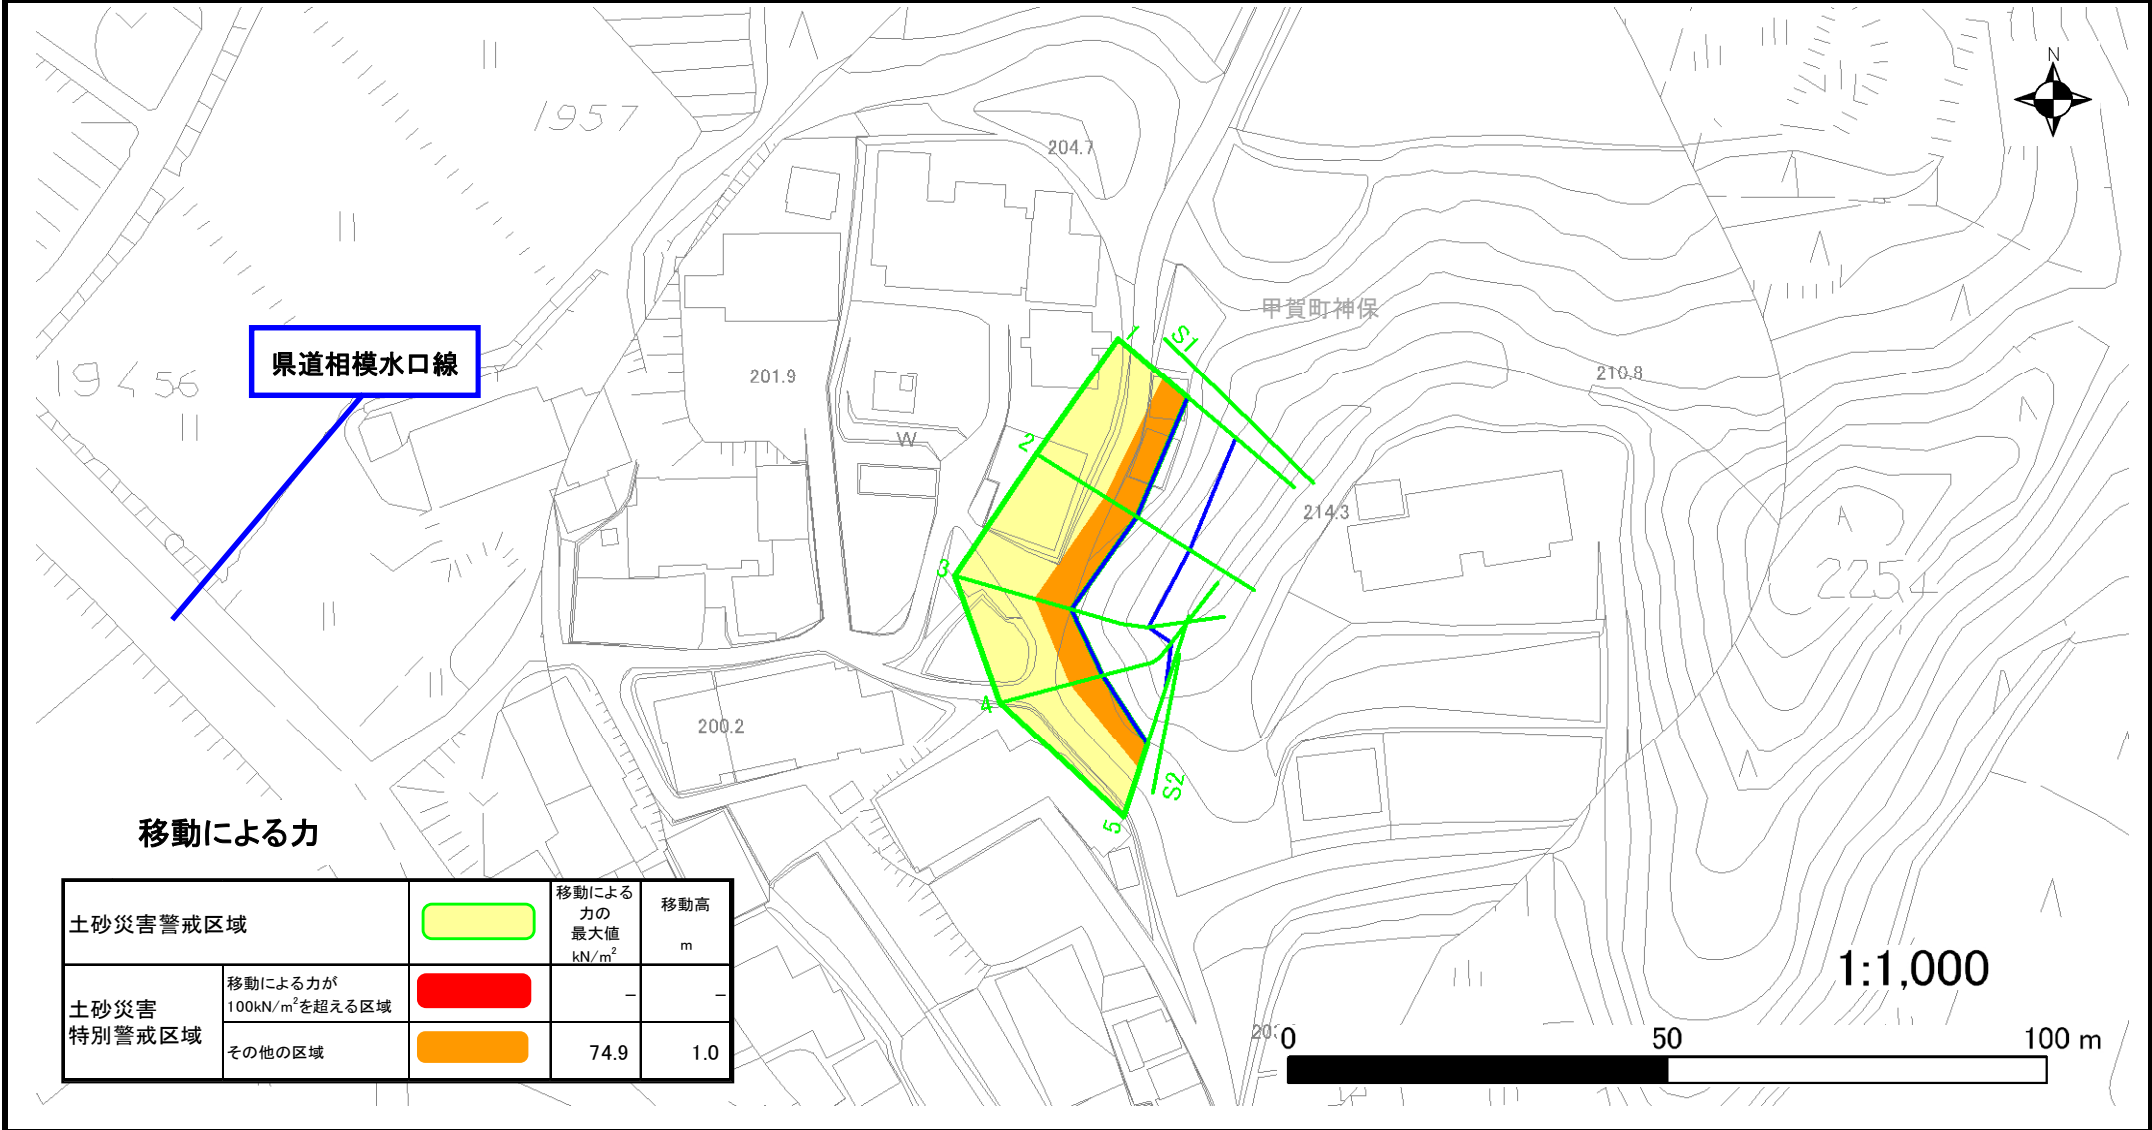 N
1957
204.7
甲賀町神保
1
S1
県道相模水口線
19456
201.9
210.8
2
W
214.3
3
225.4
4
200.2
S2
5
移動による力
土砂災害警戒区域
移動による
力の
最大値
kN/m²
移動高
m
土砂災害
特別警戒区域
移動による力が
100kN/m²を超える区域
－
－
その他の区域
74.9
1.0
1:1,000
0
50
100 m